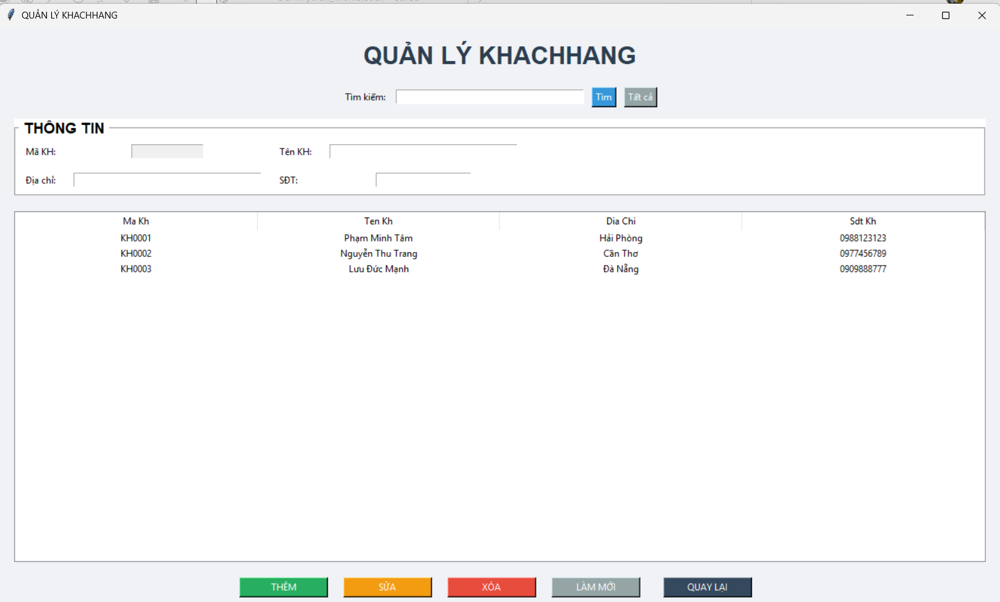 QUẢN LÝ KHACHHANG
QUẢN LÝ KHACHHANG
Tìm kiếm: Tìm Tất cả
THÔNG TIN
Mã KH: Tên KH:
Địa chỉ: SĐT:
Ma Kh Ten Kh Dia Chi Sdt Kh
KH0001 Phạm Minh Tâm Hải Phòng 0988123123
KH0002 Nguyễn Thu Trang Cần Thơ 0977456789
KH0003 Lưu Đức Mạnh Đà Nẵng 0909888777
THÊM SỬA XÓA LÀM MỚI QUAY LẠI